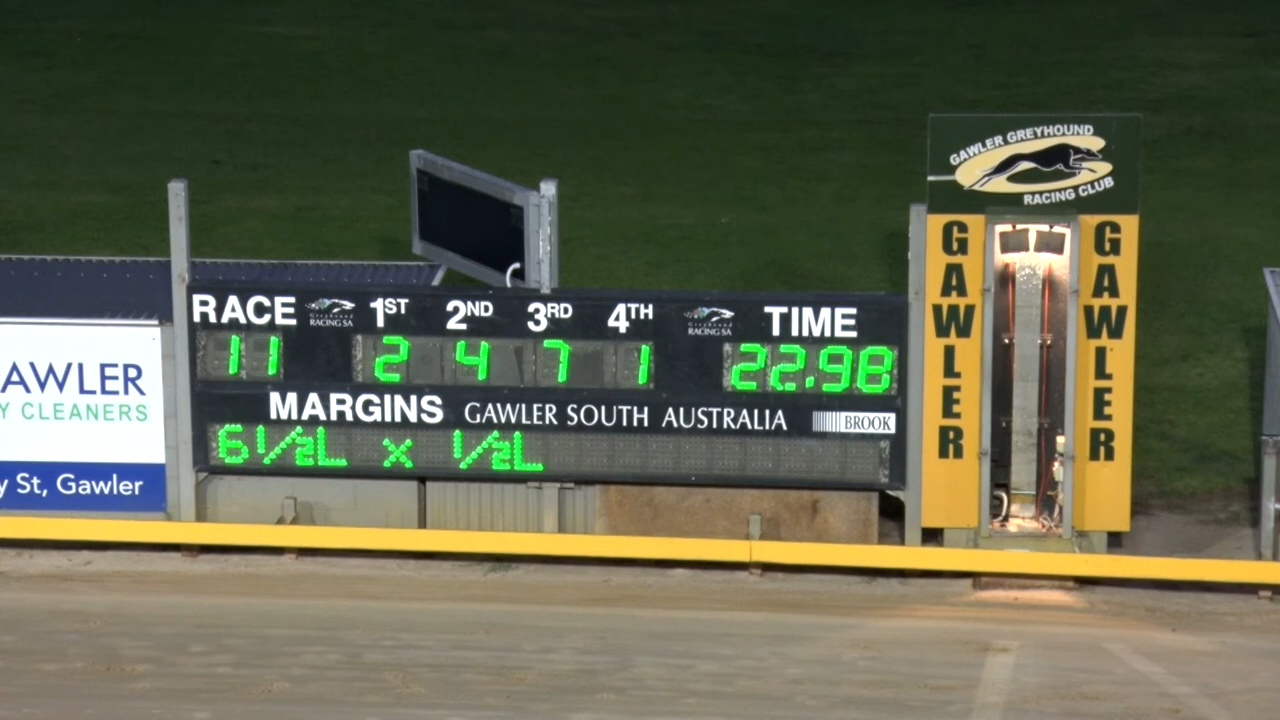 GAWLER GREYHOUND
RACING CLUB
GAWLER
GAWLER
RACE 1ST 2ND 3RD 4TH TIME
Greyhound
RACING SA
Greyhound
RACING SA
11 2 4 7 1 22.98
MARGINS GAWLER SOUTH AUSTRALIA BROOK
6 1/2L x 1/2L
AWLER
Y CLEANERS
y St, Gawler